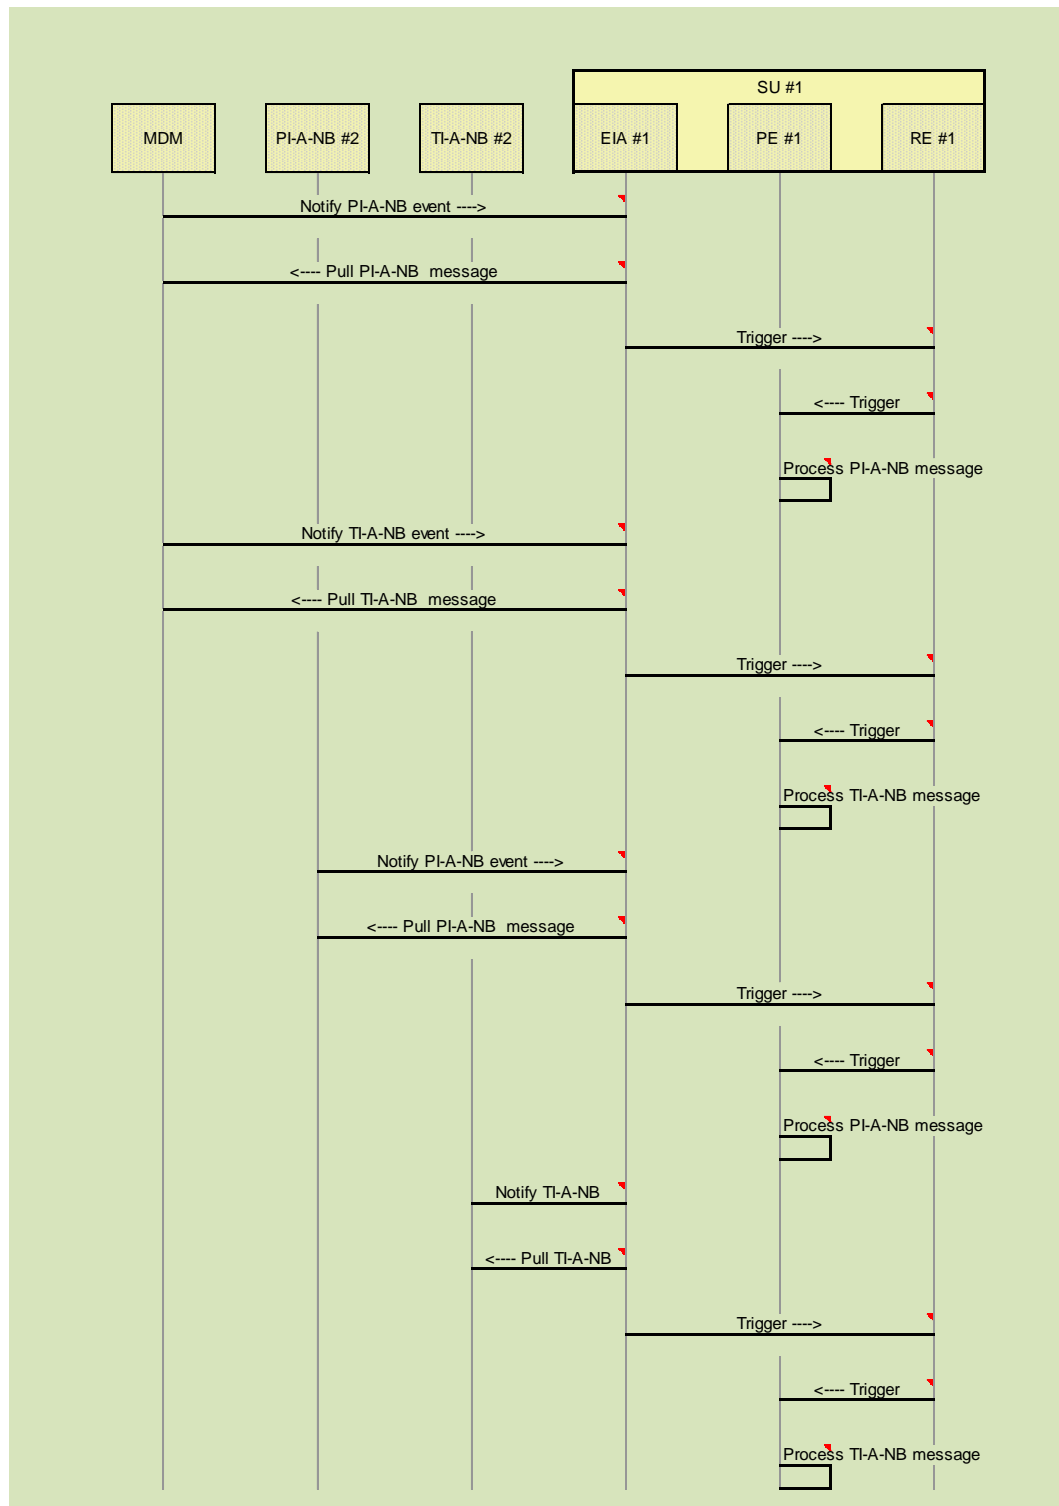 SU #1
MDM
PI-A-NB #2
TI-A-NB #2
EIA #1
PE #1
RE #1
Notify PI-A-NB event ---->
<---- Pull PI-A-NB  message
Trigger ---->
<---- Trigger
Process PI-A-NB message
Notify TI-A-NB event ---->
<---- Pull TI-A-NB  message
Trigger ---->
<---- Trigger
Process TI-A-NB message
Notify PI-A-NB event ---->
<---- Pull PI-A-NB  message
Trigger ---->
<---- Trigger
Process PI-A-NB message
Notify TI-A-NB
<---- Pull TI-A-NB
Trigger ---->
<---- Trigger
Process TI-A-NB message